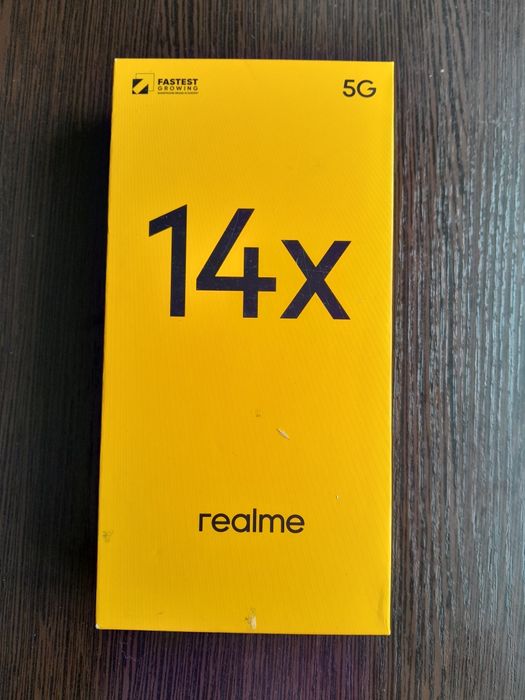 FASTEST
GROWING
5G
14x
realme